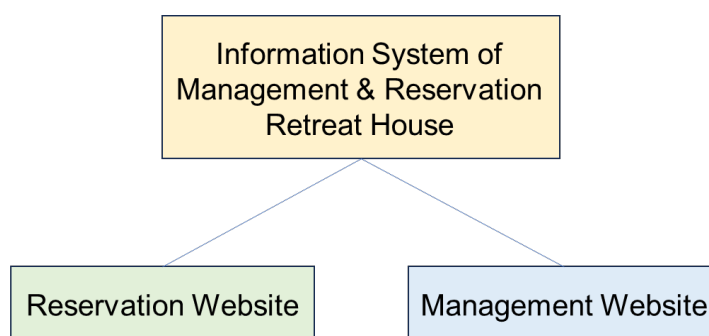 Information System of
Management & Reservation
Retreat House
Reservation Website
Management Website